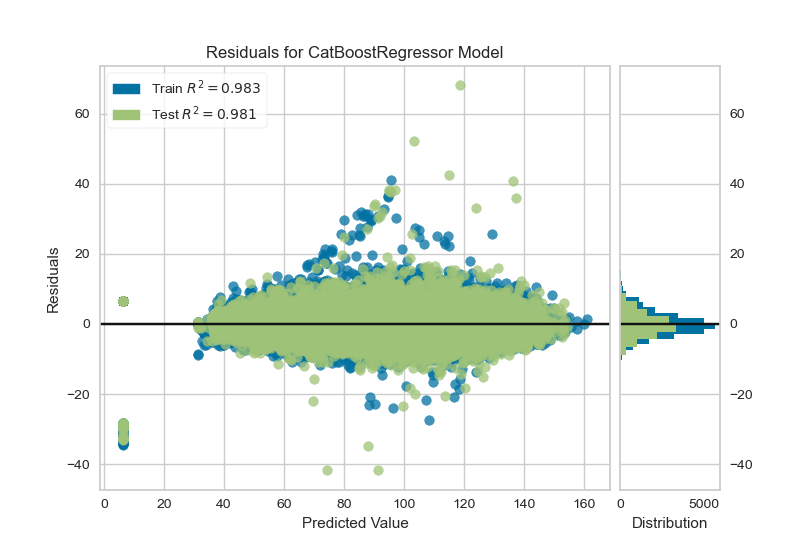 Residuals for CatBoostRegressor Model
Train R² = 0.983
Test R² = 0.981
Residuals
60
40
20
0
−20
−40
0 20 40 60 80 100 120 140 160
Predicted Value
60
40
20
0
−20
−40
0 5000
Distribution